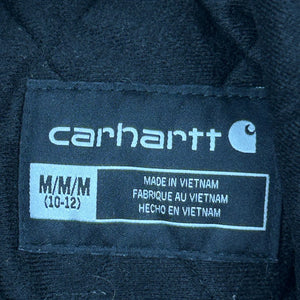 carhartt
M/M/M
(10-12)
MADE IN VIETNAM
FABRIQUE AU VIETNAM
HECHO EN VIETNAM